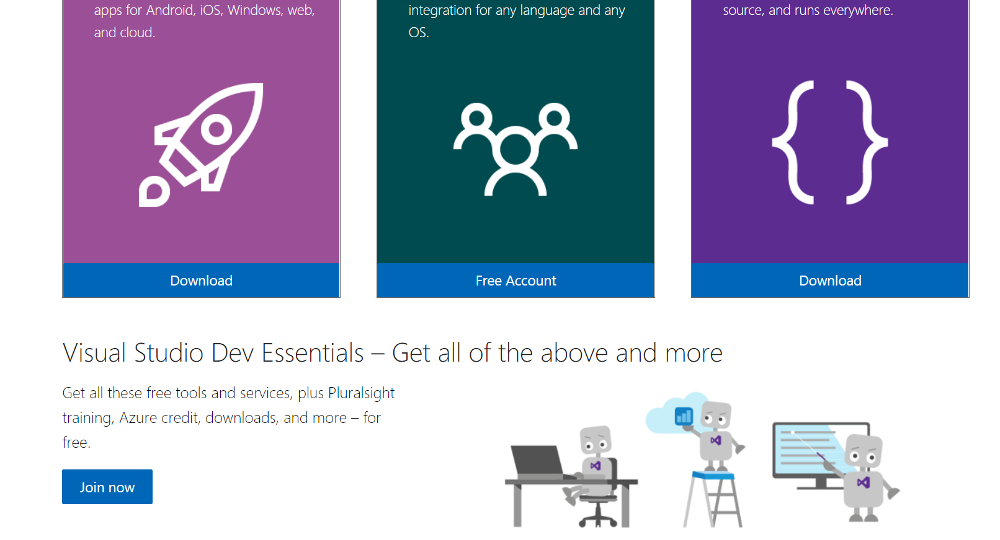 apps for Android, iOS, Windows, web,
and cloud.
integration for any language and any
OS.
source, and runs everywhere.
Download
Free Account
Download
Visual Studio Dev Essentials – Get all of the above and more
Get all these free tools and services, plus Pluralsight
training, Azure credit, downloads, and more – for
free.
Join now